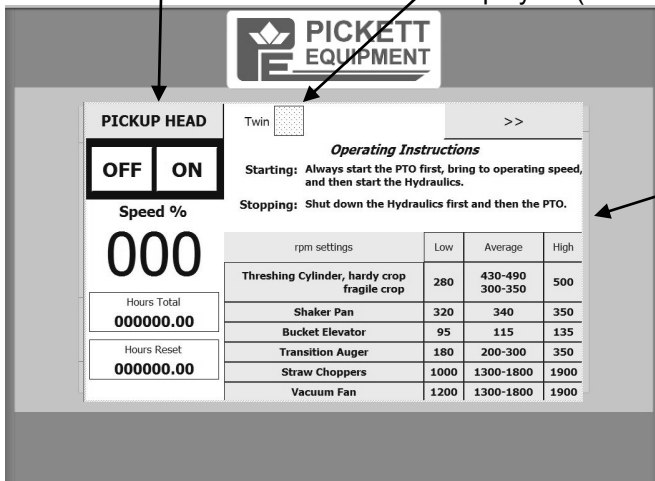 PICKETT
EQUIPMENT
PICKUP HEAD
Twin
>>
OFF ON
Operating Instructions
Starting: Always start the PTO first, bring to operating speed,
and then start the Hydraulics.
Stopping: Shut down the Hydraulics first and then the PTO.
Speed %
000
Hours Total
000000.00
Hours Reset
000000.00
rpm settings Low Average High
Threshing Cylinder, hardy crop 280 430-490 500
fragile crop 300-350
Shaker Pan 320 340 350
Bucket Elevator 95 115 135
Transition Auger 180 200-300 350
Straw Choppers 1000 1300-1800 1900
Vacuum Fan 1200 1300-1800 1900